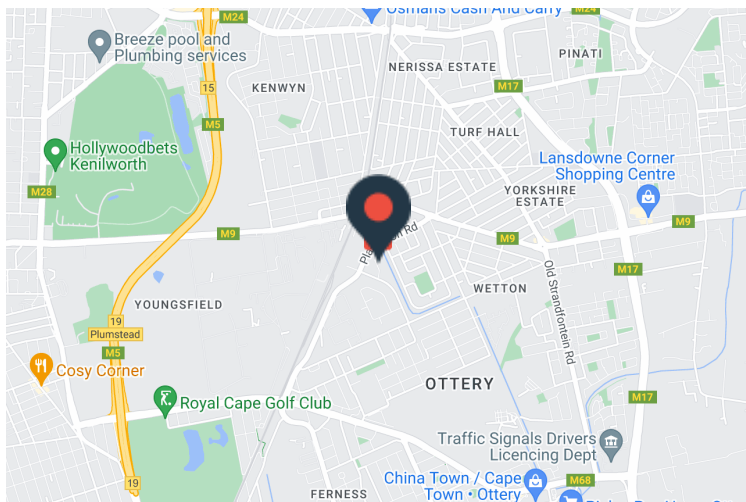 Osmans Cash And Carry
M24
M24
Breeze pool and
Plumbing services
PINATI
NERISSA ESTATE
KENWYN
15
M17
M5
TURF HALL
Hollywoodbets
Kenilworth
Lansdowne Corner
Shopping Centre
M28
YORKSHIRE
ESTATE
M9
M9
M9
M17
WETTON
Old Strandfontein Rd
YOUNGSFIELD
19
Plumstead
M5
Cosy Corner
OTTERY
M17
Royal Cape Golf Club
Traffic Signals Drivers
Licencing Dept
China Town / Cape
Town • Ottery
M68
19
FERNESS